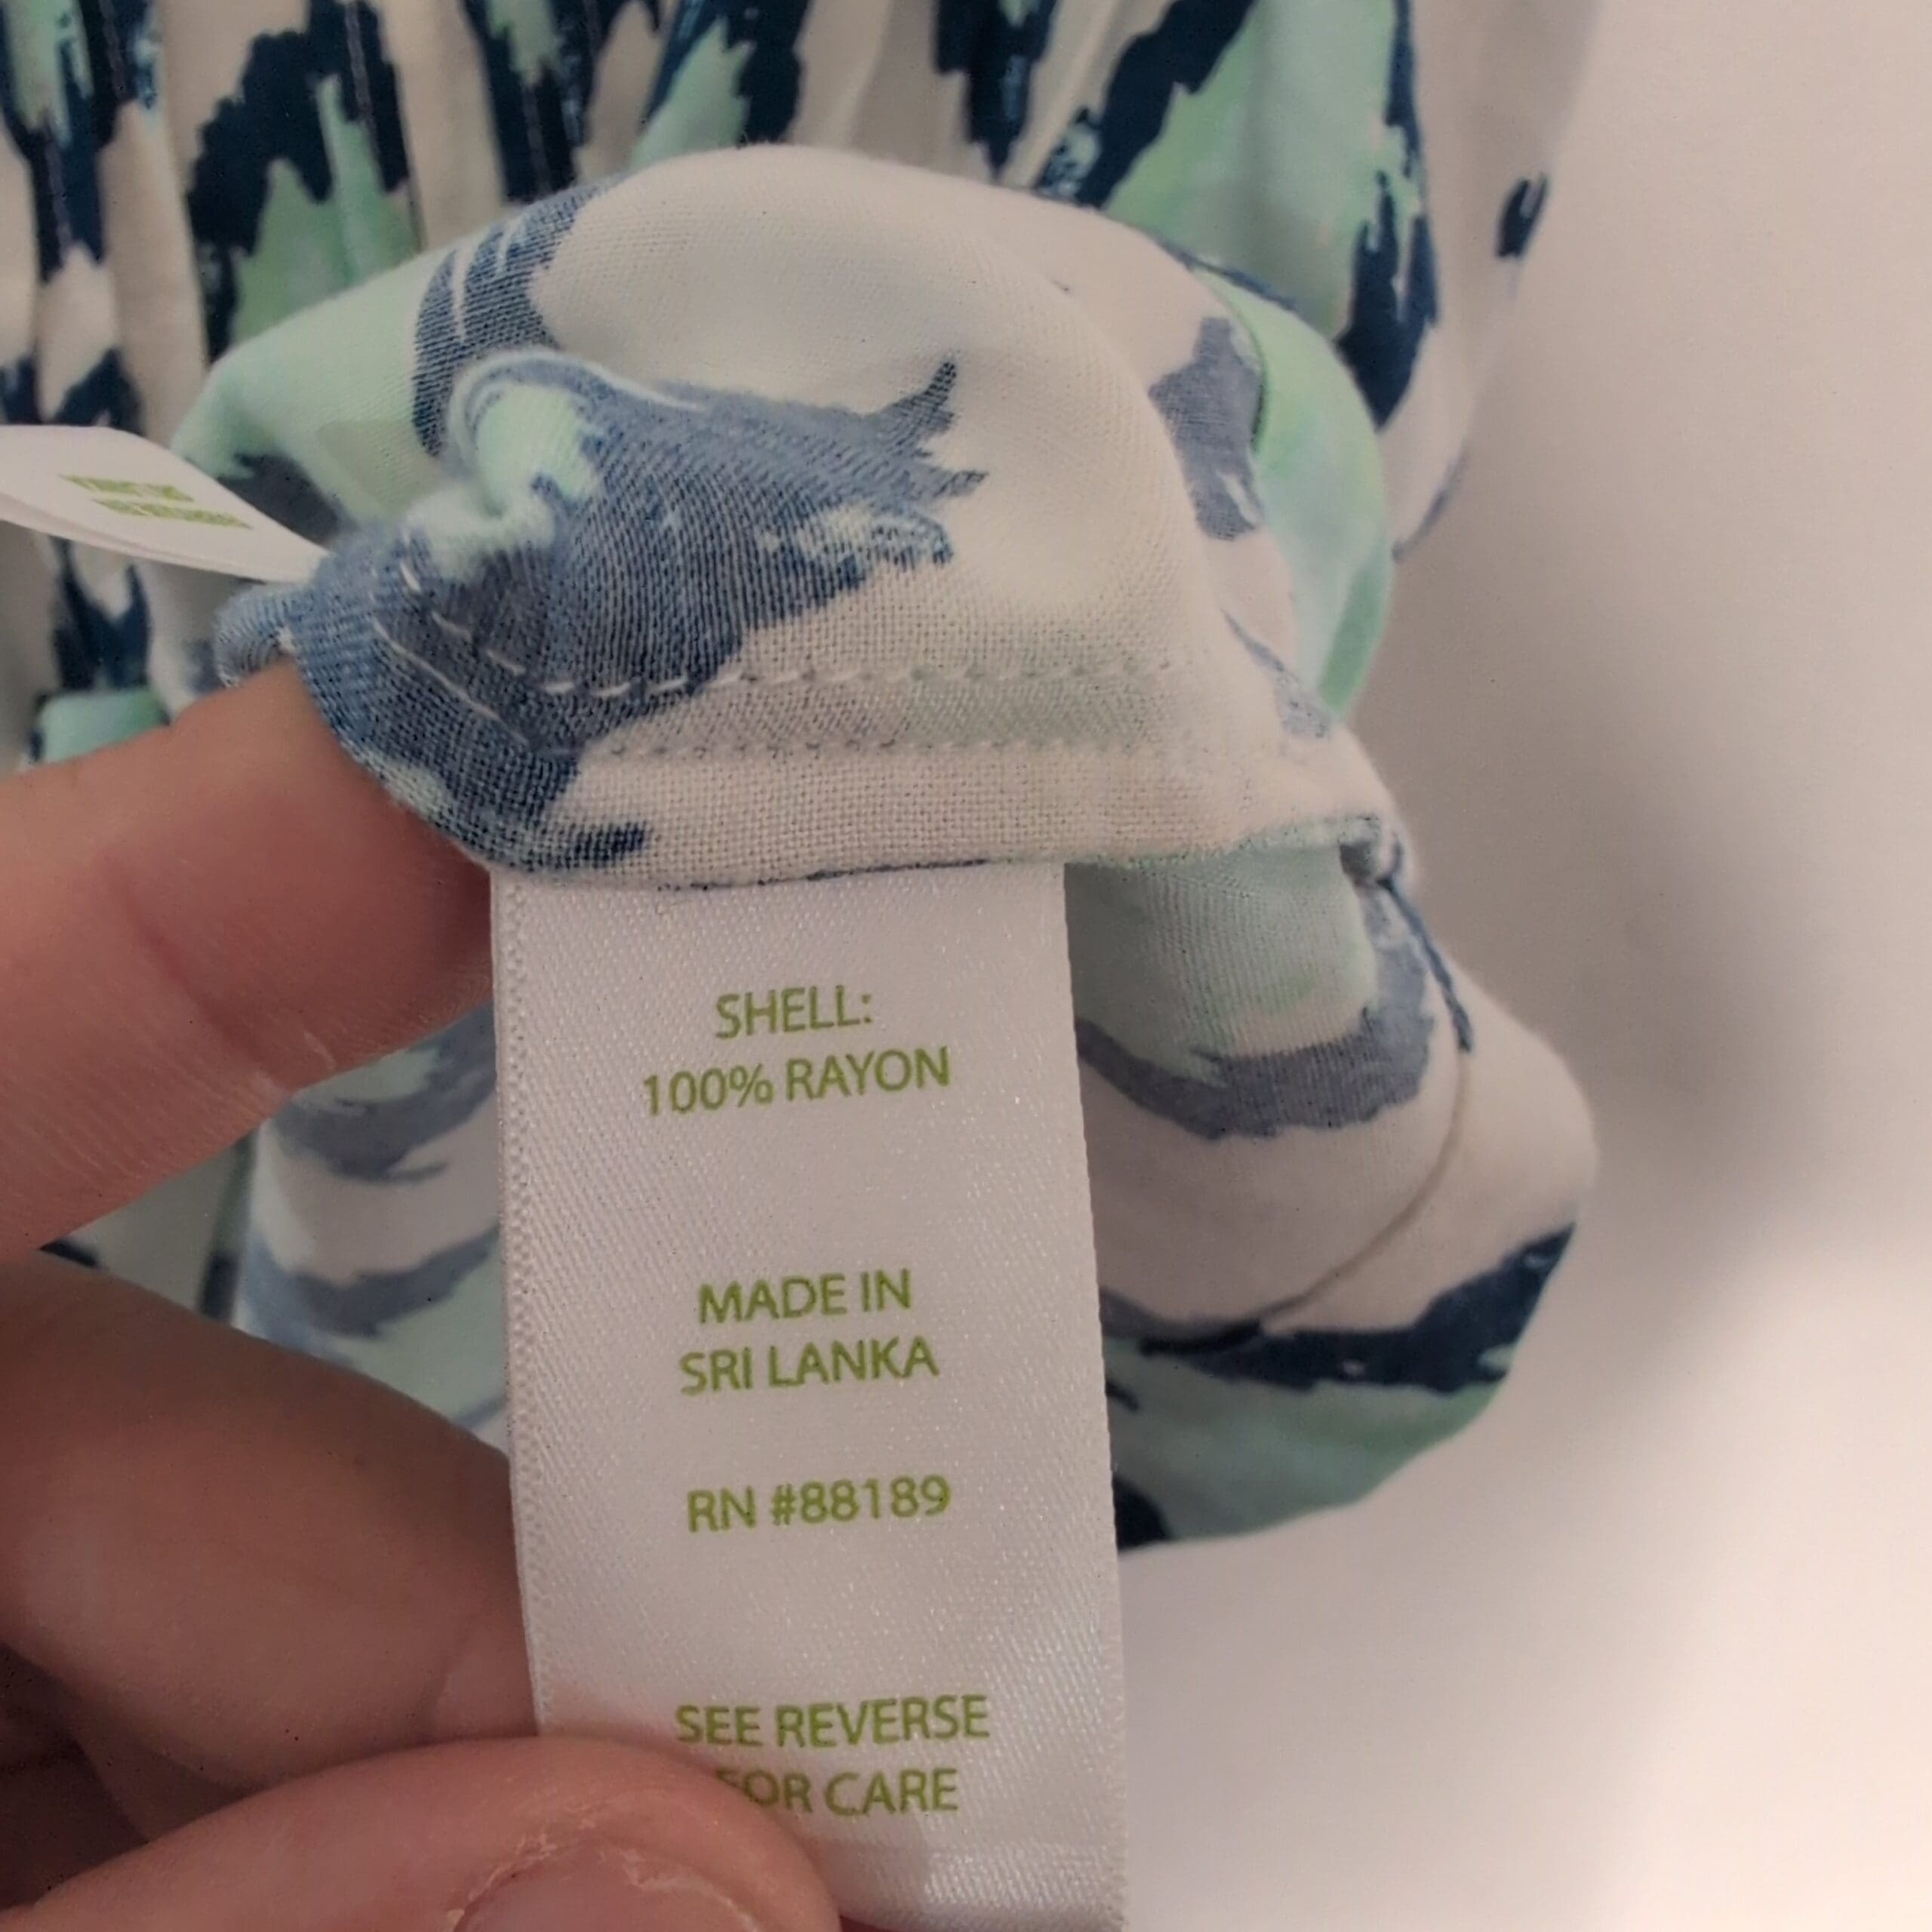 SHELL:
100% RAYON
MADE IN
SRI LANKA
RN #88189
SEE REVERSE
FOR CARE